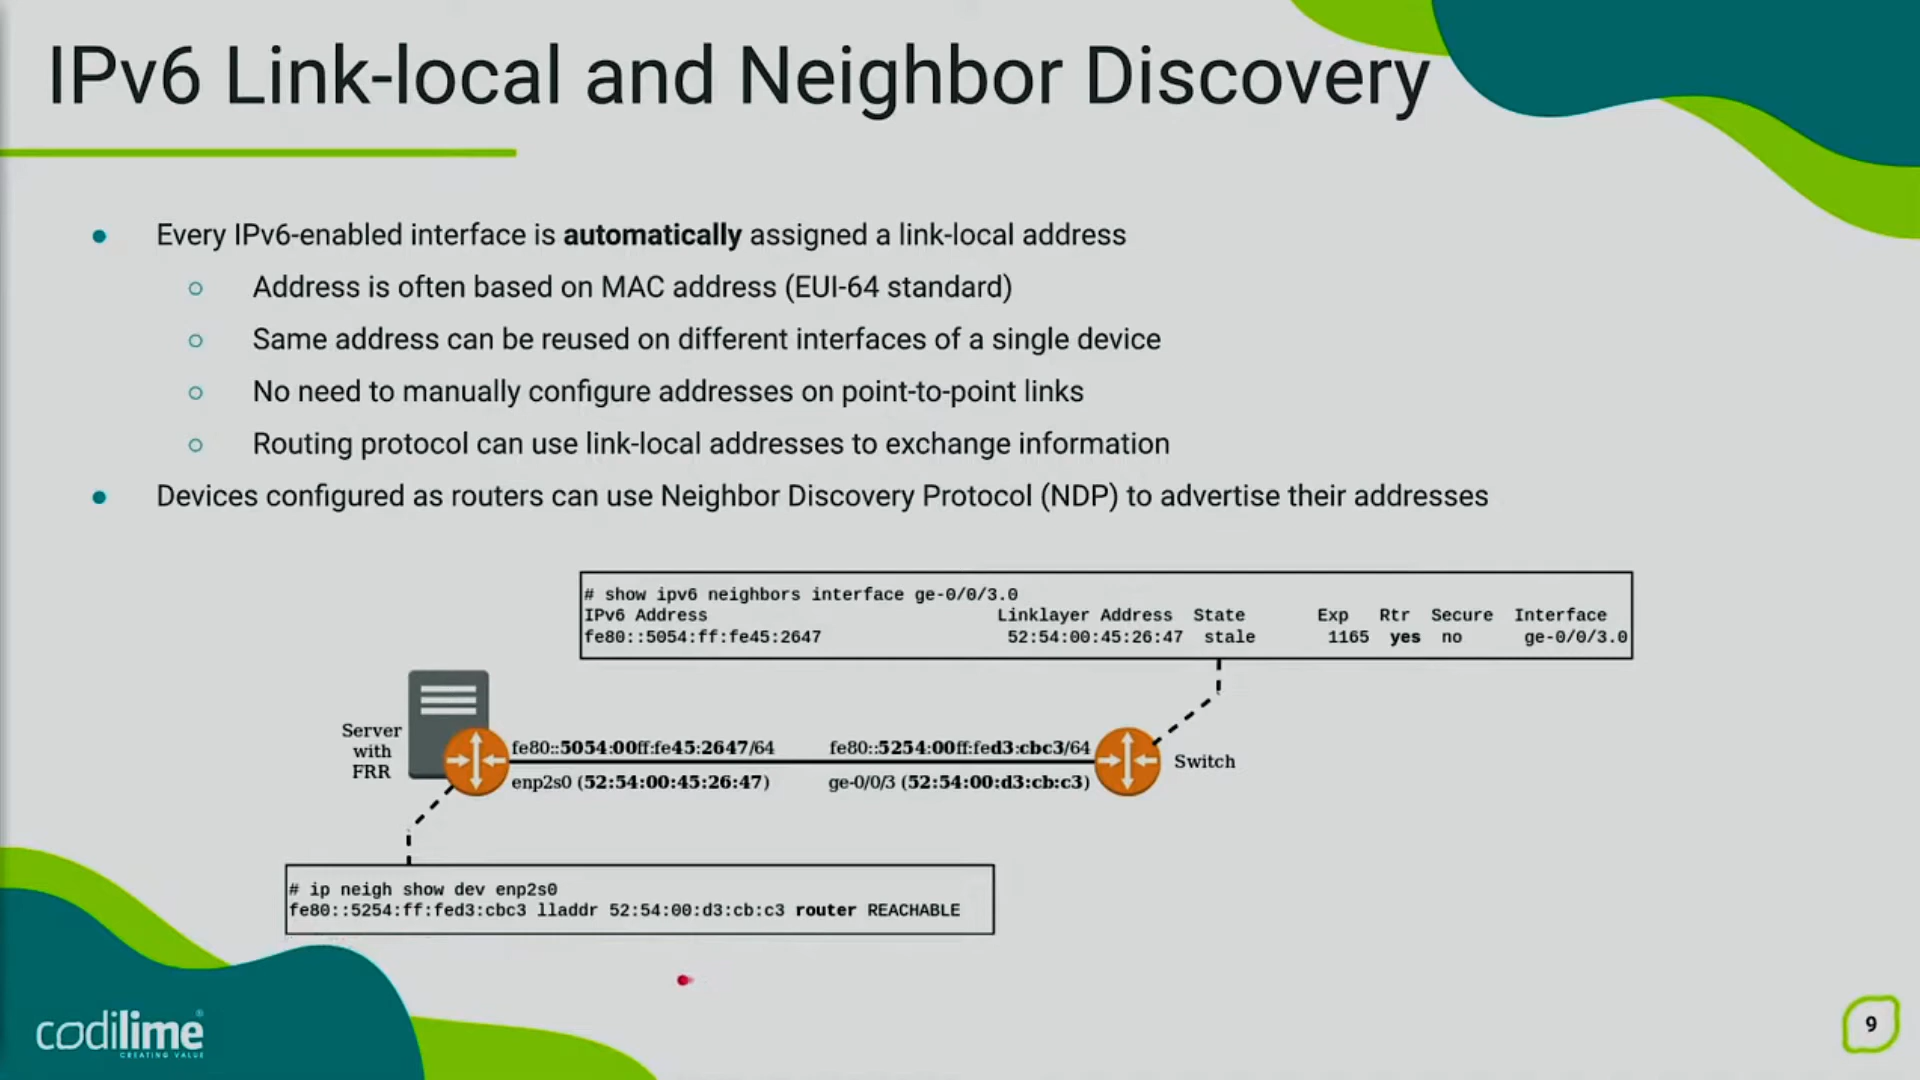 IPv6 Link-local and Neighbor Discovery
Every IPv6-enabled interface is automatically assigned a link-local address
Address is often based on MAC address (EUI-64 standard)
Same address can be reused on different interfaces of a single device
No need to manually configure addresses on point-to-point links
Routing protocol can use link-local addresses to exchange information
Devices configured as routers can use Neighbor Discovery Protocol (NDP) to advertise their addresses
# show ipv6 neighbors interface ge-0/0/3.0
IPv6 Address Linklayer Address State Exp Rtr Secure Interface
fe80::5054:ff:fe45:2647 52:54:00:45:26:47 stale 1165 yes no ge-0/0/3.0
Server
with
FRR
fe80::5054:00ff:fe45:2647/64 fe80::5254:00ff:fed3:cbc3/64
enp2s0 (52:54:00:45:26:47) ge-0/0/3 (52:54:00:d3:cb:c3)
Switch
# ip neigh show dev enp2s0
fe80::5254:ff:fed3:cbc3 lladdr 52:54:00:d3:cb:c3 router REACHABLE
codilime®
CREATING VALUE
9